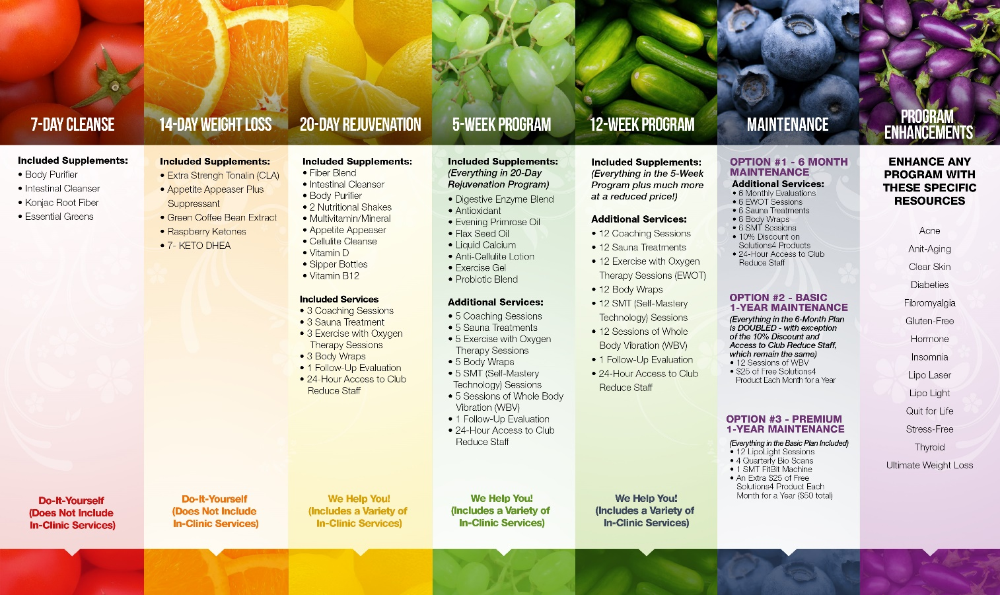 7-DAY CLEANSE
Included Supplements:
• Body Purifier
• Intestinal Cleanser
• Konjac Root Fiber
• Essential Greens
Do-It-Yourself
(Does Not Include
In-Clinic Services)
14-DAY WEIGHT LOSS
Included Supplements:
• Extra Strengh Tonalin (CLA)
• Appetite Appeaser Plus
Suppressant
• Green Coffee Bean Extract
• Raspberry Ketones
• 7- KETO DHEA
Do-It-Yourself
(Does Not Include
In-Clinic Services)
20-DAY REJUVENATION
Included Supplements:
• Fiber Blend
• Intestinal Cleanser
• Body Purifier
• 2 Nutritional Shakes
• Multivitamin/Mineral
• Appetite Appeaser
• Cellulite Cleanse
• Vitamin D
• Sipper Bottles
• Vitamin B12
Included Services
• 3 Coaching Sessions
• 3 Sauna Treatment
• 3 Exercise with Oxygen
Therapy Sessions
• 3 Body Wraps
• 1 Follow-Up Evaluation
• 24-Hour Access to Club
Reduce Staff
We Help You!
(Includes a Variety of
In-Clinic Services)
5-WEEK PROGRAM
Included Supplements:
(Everything in 20-Day
Rejuvenation Program)
• Digestive Enzyme Blend
• Antioxidant
• Evening Primrose Oil
• Flax Seed Oil
• Liquid Calcium
• Anti-Cellulite Lotion
• Exercise Gel
• Probiotic Blend
Additional Services:
• 5 Coaching Sessions
• 5 Sauna Treatments
• 5 Exercise with Oxygen
Therapy Sessions
• 5 Body Wraps
• 5 SMT (Self-Mastery
Technology) Sessions
• 5 Sessions of Whole Body
Vibration (WBV)
• 1 Follow-Up Evaluation
• 24-Hour Access to Club
Reduce Staff
We Help You!
(Includes a Variety of
In-Clinic Services)
12-WEEK PROGRAM
Included Supplements:
(Everything in the 5-Week
Program plus much more
at a reduced price!)
Additional Services:
• 12 Coaching Sessions
• 12 Sauna Treatments
• 12 Exercise with Oxygen
Therapy Sessions (EWOT)
• 12 Body Wraps
• 12 SMT (Self-Mastery
Technology) Sessions
• 12 Sessions of Whole
Body Vibration (WBV)
• 1 Follow-Up Evaluation
• 24-Hour Access to Club
Reduce Staff
We Help You!
(Includes a Variety of
In-Clinic Services)
MAINTENANCE
OPTION #1 - 6 MONTH
MAINTENANCE
Additional Services:
• 6 Monthly Evaluations
• 6 EWOT Sessions
• 6 Sauna Treatments
• 6 Body Wraps
• 6 SMT Sessions
• 10% Discount on
Solutions4 Products
• 24-Hour Access to Club
Reduce Staff
OPTION #2 - BASIC
1-YEAR MAINTENANCE
(Everything in the 6-Month Plan
is DOUBLED - with exception
of the 10% Discount and
Access to Club Reduce Staff,
which remain the same)
• 12 Sessions of WBV
• $25 of Free Solutions4
Product Each Month for a Year
OPTION #3 - PREMIUM
1-YEAR MAINTENANCE
(Everything in the Basic Plan Included)
• 12 LipoLight Sessions
• 4 Quarterly Bio Scans
• 1 SMT FitBit Machine
• An Extra $25 of Free
Solutions4 Product Each
Month for a Year ($50 total)
PROGRAM
ENHANCEMENTS
ENHANCE ANY
PROGRAM WITH
THESE SPECIFIC
RESOURCES
Acne
Anit-Aging
Clear Skin
Diabeties
Fibromyalgia
Gluten-Free
Hormone
Insomnia
Lipo Laser
Lipo Light
Quit for Life
Stress-Free
Thyroid
Ultimate Weight Loss